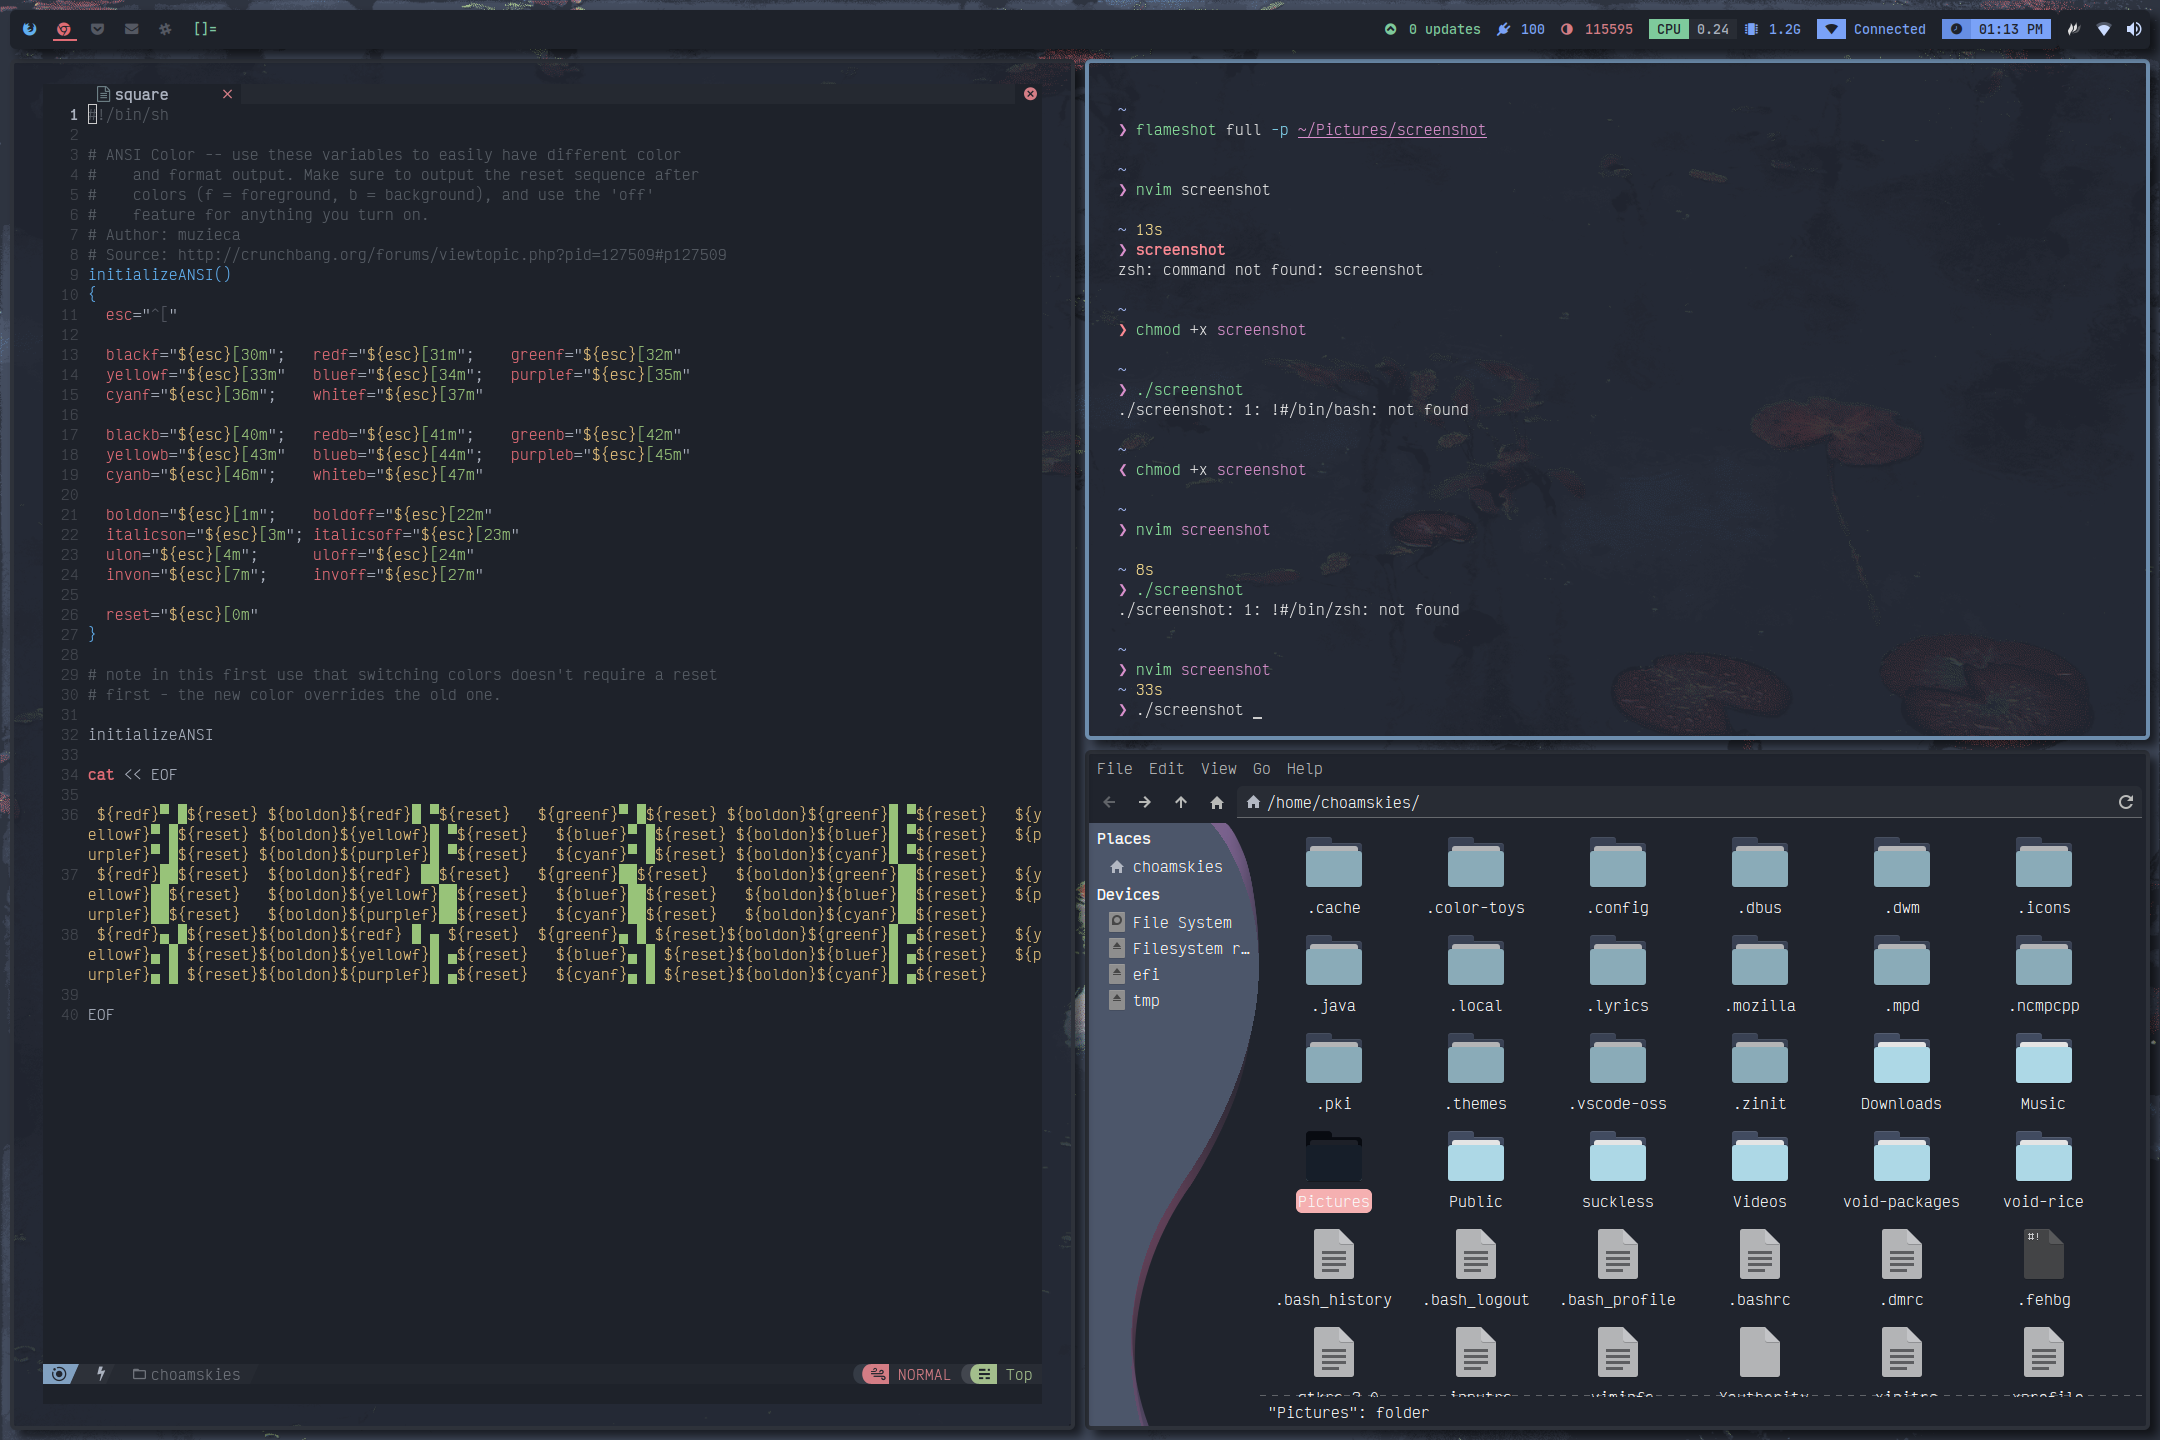 []=
0 updates 100 115595 CPU 0.24 1.2G Connected 01:13 PM
square
1 #!/bin/sh
2
3 # ANSI Color -- use these variables to easily have different color
4 #    and format output. Make sure to output the reset sequence after
5 #    colors (f = foreground, b = background), and use the 'off'
6 #    feature for anything you turn on.
7 # Author: muzieca
8 # Source: http://crunchbang.org/forums/viewtopic.php?pid=127509#p127509
9 initializeANSI()
10 {
11   esc="^["
12
13   blackf="${esc}[30m";   redf="${esc}[31m";    greenf="${esc}[32m"
14   yellowf="${esc}[33m"   bluef="${esc}[34m";   purplef="${esc}[35m"
15   cyanf="${esc}[36m";    whitef="${esc}[37m"
16
17   blackb="${esc}[40m";   redb="${esc}[41m";    greenb="${esc}[42m"
18   yellowb="${esc}[43m"   blueb="${esc}[44m";   purpleb="${esc}[45m"
19   cyanb="${esc}[46m";    whiteb="${esc}[47m"
20
21   boldon="${esc}[1m";    boldoff="${esc}[22m"
22   italicson="${esc}[3m"; italicsoff="${esc}[23m"
23   ulon="${esc}[4m";      uloff="${esc}[24m"
24   invon="${esc}[7m";     invoff="${esc}[27m"
25
26   reset="${esc}[0m"
27 }
28
29 # note in this first use that switching colors doesn't require a reset
30 # first - the new color overrides the old one.
31
32 initializeANSI
33
34 cat << EOF
35
36  ${redf}▀ █${reset} ${boldon}${redf}█ ▀${reset}   ${greenf}▀ █${reset} ${boldon}${greenf}█ ▀${reset}   ${y
ellowf}▀ █${reset} ${boldon}${yellowf}█ ▀${reset}   ${bluef}▀ █${reset} ${boldon}${bluef}█ ▀${reset}   ${p
urplef}▀ █${reset} ${boldon}${purplef}█ ▀${reset}   ${cyanf}▀ █${reset} ${boldon}${cyanf}█ ▀${reset}
37  ${redf}██${reset}  ${boldon}${redf} ██${reset}   ${greenf}██${reset}   ${boldon}${greenf}██${reset}   ${y
ellowf}██${reset}   ${boldon}${yellowf}██${reset}   ${bluef}██${reset}   ${boldon}${bluef}██${reset}   ${p
urplef}██${reset}   ${boldon}${purplef}██${reset}   ${cyanf}██${reset}   ${boldon}${cyanf}██${reset}
38  ${redf}▄ █${reset}${boldon}${redf} █ ▄ ${reset}  ${greenf}▄ █ ${reset}${boldon}${greenf}█ ▄${reset}   ${y
ellowf}▄ █ ${reset}${boldon}${yellowf}█ ▄${reset}   ${bluef}▄ █ ${reset}${boldon}${bluef}█ ▄${reset}   ${p
urplef}▄ █ ${reset}${boldon}${purplef}█ ▄${reset}   ${cyanf}▄ █ ${reset}${boldon}${cyanf}█ ▄${reset}
39
40 EOF
choamskies NORMAL Top
~
❯ flameshot full -p ~/Pictures/screenshot
~
❯ nvim screenshot
~ 13s
❯ screenshot
zsh: command not found: screenshot
~
❯ chmod +x screenshot
~
❯ ./screenshot
./screenshot: 1: !#/bin/bash: not found
~
❮ chmod +x screenshot
~
❯ nvim screenshot
~ 8s
❯ ./screenshot
./screenshot: 1: !#/bin/zsh: not found
~
❯ nvim screenshot
~ 33s
❯ ./screenshot _
File Edit View Go Help
/home/choamskies/
Places
choamskies
Devices
File System
Filesystem r…
efi
tmp
.cache .color-toys .config .dbus .dwm .icons
.java .local .lyrics .mozilla .mpd .ncmpcpp
.pki .themes .vscode-oss .zinit Downloads Music
Pictures Public suckless Videos void-packages void-rice
#!
.bash_history .bash_logout .bash_profile .bashrc .dmrc .fehbg
"Pictures": folder